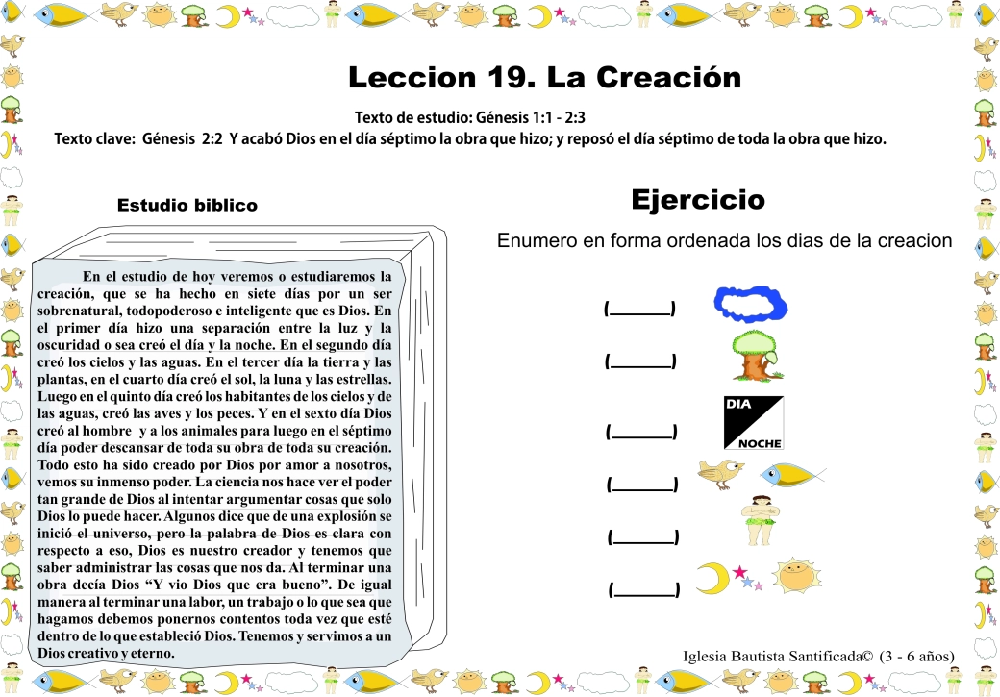 Leccion 19. La Creación
Texto de estudio: Génesis 1:1 - 2:3
Texto clave: Génesis 2:2 Y acabó Dios en el día séptimo la obra que hizo; y reposó el día séptimo de toda la obra que hizo.
Estudio biblico
En el estudio de hoy veremos o estudiaremos la
creación, que se ha hecho en siete días por un ser
sobrenatural, todopoderoso e inteligente que es Dios. En
el primer día hizo una separación entre la luz y la
oscuridad o sea creó el día y la noche. En el segundo día
creó los cielos y las aguas. En el tercer día la tierra y las
plantas, en el cuarto día creó el sol, la luna y las estrellas.
Luego en el quinto día creó los habitantes de los cielos y de
las aguas, creó las aves y los peces. Y en el sexto día Dios
creó al hombre y a los animales para luego en el séptimo
día poder descansar de toda su obra de toda su creación.
Todo esto ha sido creado por Dios por amor a nosotros,
vemos su inmenso poder. La ciencia nos hace ver el poder
tan grande de Dios al intentar argumentar cosas que solo
Dios lo puede hacer. Algunos dice que de una explosión se
inició el universo, pero la palabra de Dios es clara con
respecto a eso, Dios es nuestro creador y tenemos que
saber administrar las cosas que nos da. Al terminar una
obra decía Dios “Y vio Dios que era bueno”. De igual
manera al terminar una labor, un trabajo o lo que sea que
hagamos debemos ponernos contentos toda vez que esté
dentro de lo que estableció Dios. Tenemos y servimos a un
Dios creativo y eterno.
Ejercicio
Enumero en forma ordenada los dias de la creacion
(______)
(______)
(______)
DIA
NOCHE
(______)
(______)
(______)
Iglesia Bautista Santificada© (3 - 6 años)